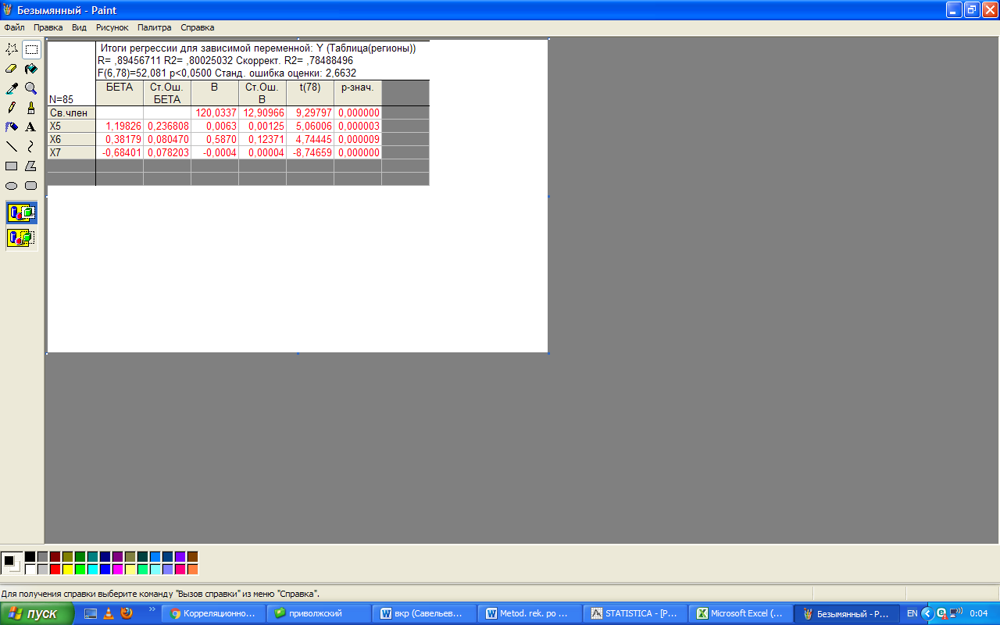 Безымянный - Paint
Файл Правка Вид Рисунок Палитра Справка
Итоги регрессии для зависимой переменной: Y (Таблица(регионы))
R= ,89456711 R2= ,80025032 Скоррект. R2= ,78488496
F(6,78)=52,081 p<0,0500 Станд. ошибка оценки: 2,6632
N=85 БЕТА Ст.Ош. БЕТА B Ст.Ош. B t(78) p-знач.
Св.член 120,0337 12,90966 9,29797 0,000000
X5 1,19826 0,236808 0,0063 0,00125 5,06006 0,000003
X6 0,38179 0,080470 0,5870 0,12371 4,74445 0,000009
X7 -0,68401 0,078203 -0,0004 0,00004 -8,74659 0,000000
A
Для получения справки выберите команду "Вызов справки" из меню "Справка".
пуск » Корреляционно... приволжский вкр (Савельев... Metod. rek. po ... STATISTICA - [P... Microsoft Excel (... Безымянный - P... EN 0:04